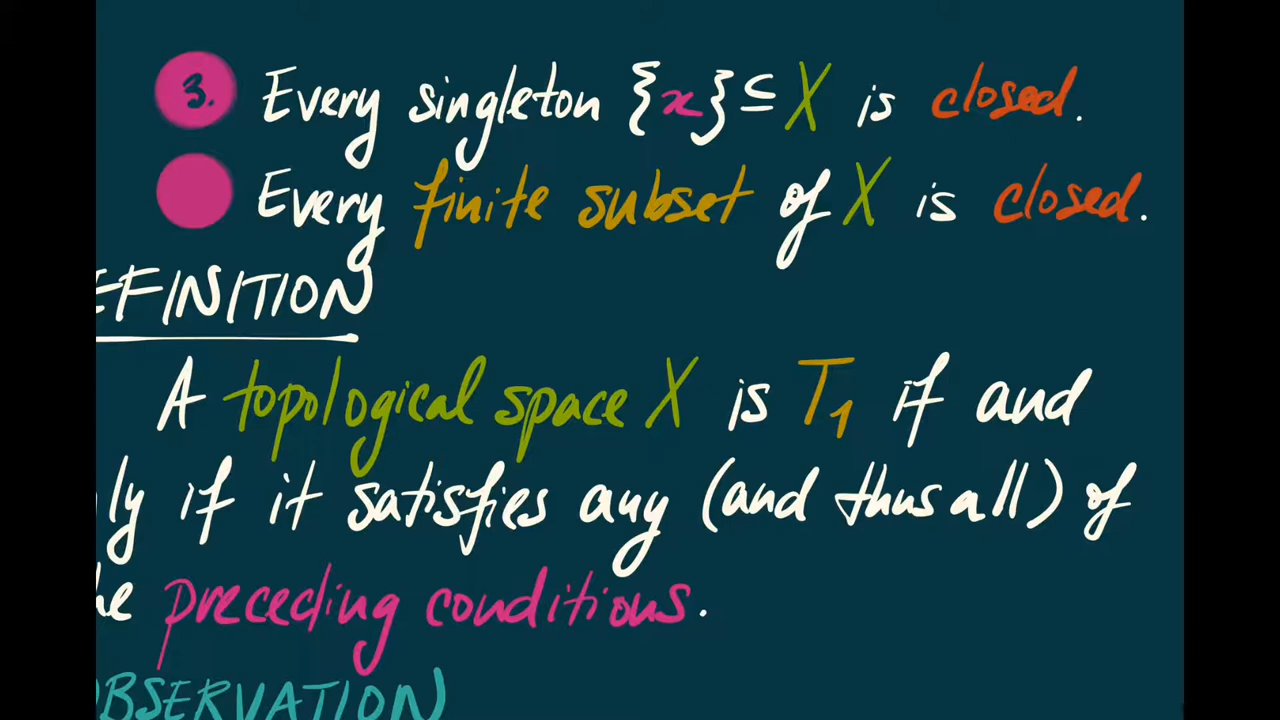 3. Every singleton {x} ⊆ X is closed.
Every finite subset of X is closed.
EFINITION
A topological space X is T₁ if and
ly if it satisfies any (and thus all) of
he preceding conditions.
BSERVATION